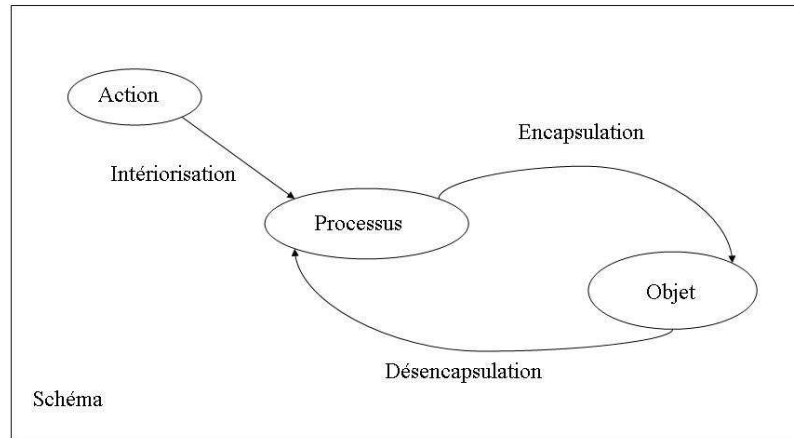 Action
Encapsulation
Intériorisation
Processus
Objet
Désencapsulation
Schéma